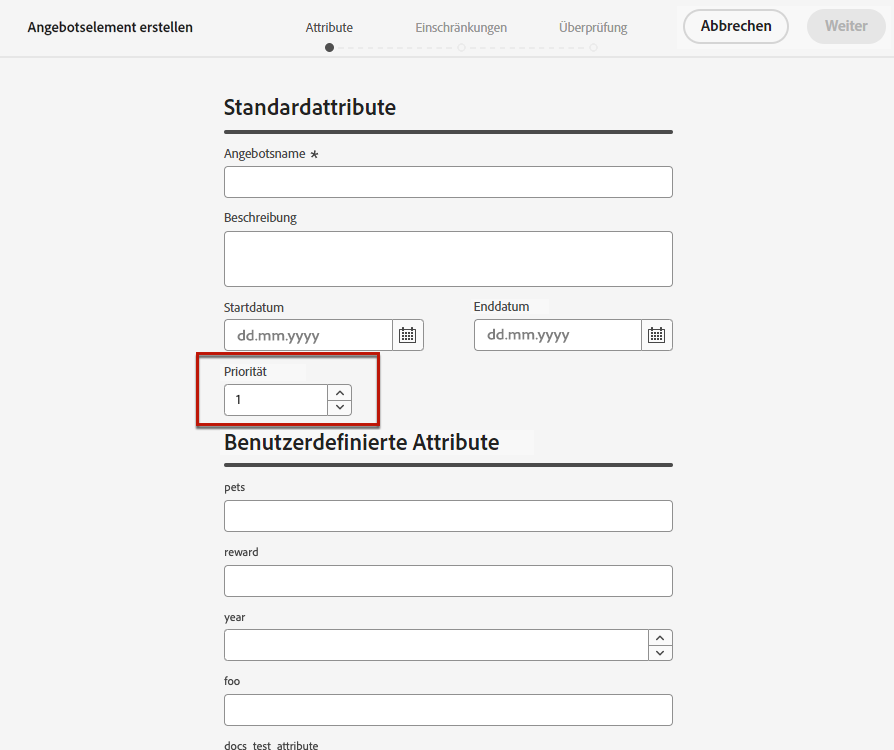 Angebotselement erstellen
Attribute
Einschränkungen
Überprüfung
Abbrechen
Weiter
Standardattribute
Angebotsname *
Beschreibung
Startdatum
Enddatum
dd.mm.yyyy
dd.mm.yyyy
Priorität
1
Benutzerdefinierte Attribute
pets
reward
year
foo
docs_test_attribute